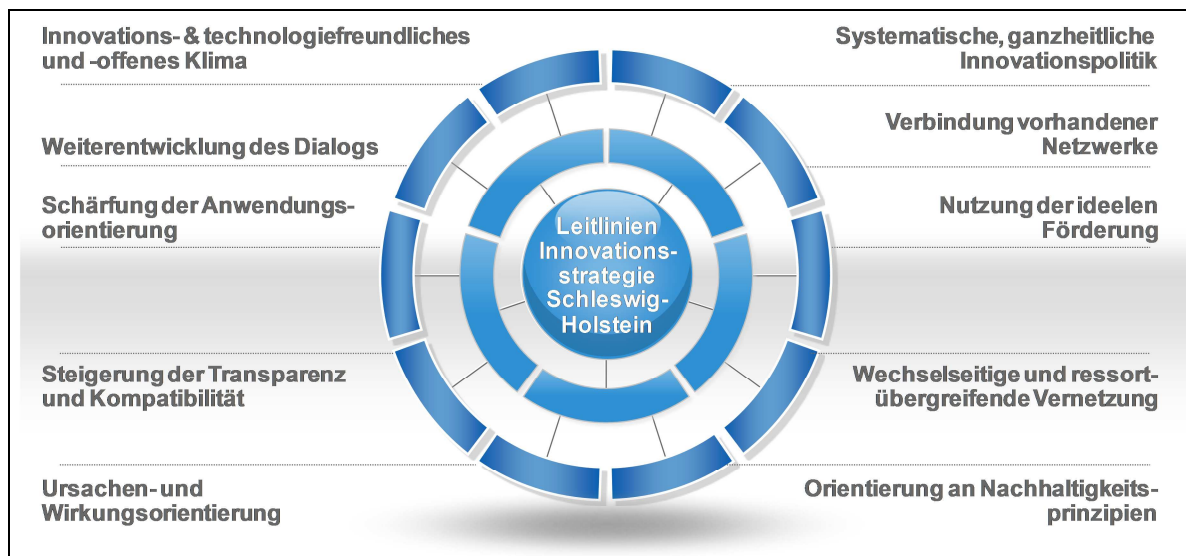 Innovations- & technologiefreundliches
und -offenes Klima
Weiterentwicklung des Dialogs
Schärfung der Anwendungs-
orientierung
Steigerung der Transparenz
und Kompatibilität
Ursachen- und
Wirkungsorientierung
Leitlinien
Innovations-
strategie
Schleswig-
Holstein
Systematische, ganzheitliche
Innovationspolitik
Verbindung vorhandener
Netzwerke
Nutzung der ideelen
Förderung
Wechselseitige und ressort-
übergreifende Vernetzung
Orientierung an Nachhaltigkeits-
prinzipien